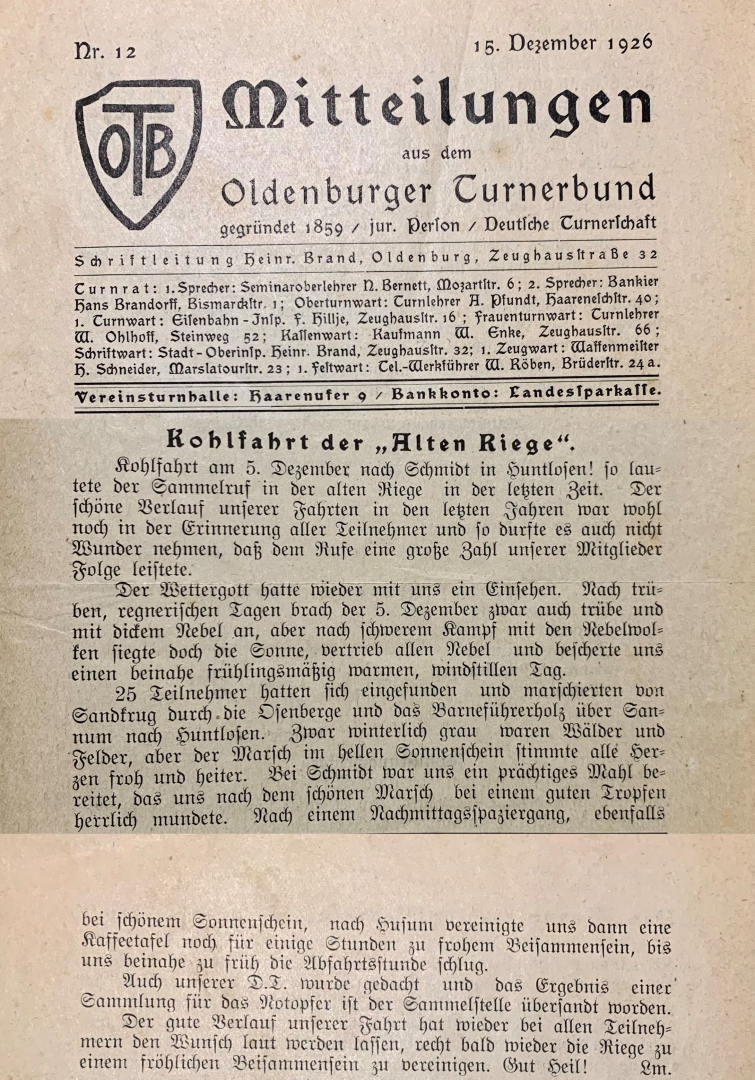 Nr. 12
15. Dezember 1926
OTB
Mitteilungen
aus dem
Oldenburger Turnerbund
gegründet 1859 / jur. Person / Deutsche Turnerschaft
Schriftleitung Heinr. Brand, Oldenburg, Zeughausstraße 32
Turnrat: 1. Sprecher: Seminaroberlehrer N. Bernett, Mozartstr. 6; 2. Sprecher: Bankier
Hans Brandorff, Bismarckstr. 1; Oberturnwart: Turnlehrer A. Pfundt, Haareneschstr. 40;
1. Turnwart: Eisenbahn-Insp. F. Hillje, Zeughausstr. 16; Frauenturnwart: Turnlehrer
W. Ohlhoff, Steinweg 52; Kassenwart: Kaufmann W. Enke, Zeughausstr. 66;
Schriftwart: Stadt-Oberinsp. Heinr. Brand, Zeughausstr. 32; 1. Zeugwart: Waffenmeister
H. Schneider, Marslatourstr. 23; 1. Festwart: Tel.-Werkführer W. Röben, Brüderstr. 24a.
Vereinsturnhalle: Haarenufer 9 / Bankkonto: Landessparkasse.
Kohlfahrt der „Alten Riege“.
Kohlfahrt am 5. Dezember nach Schmidt in Huntlosen! so lau-
tete der Sammelruf in der alten Riege in der letzten Zeit. Der
schöne Verlauf unserer Fahrten in den letzten Jahren war wohl
noch in der Erinnerung aller Teilnehmer und so durfte es auch nicht
Wunder nehmen, daß dem Rufe eine große Zahl unserer Mitglieder
Folge leistete.
Der Wettergott hatte wieder mit uns ein Einsehen. Nach trü-
ben, regnerischen Tagen brach der 5. Dezember zwar auch trübe und
mit dickem Nebel an, aber nach schwerem Kampf mit den Nebelwol-
ken siegte doch die Sonne, vertrieb allen Nebel und bescherte uns
einen beinahe frühlingsmäßig warmen, windstillen Tag.
25 Teilnehmer hatten sich eingefunden und marschierten von
Sandkrug durch die Osenberge und das Barneführerholz über San-
num nach Huntlosen. Zwar winterlich grau waren Wälder und
Felder, aber der Marsch im hellen Sonnenschein stimmte alle Her-
zen froh und heiter. Bei Schmidt war uns ein prächtiges Mahl be-
reitet, das uns nach dem schönen Marsch bei einem guten Tropfen
herrlich mundete. Nach einem Nachmittagsspaziergang, ebenfalls
bei schönem Sonnenschein, nach Husum vereinigte uns dann eine
Kaffeetafel noch für einige Stunden zu frohem Beisammensein, bis
uns beinahe zu früh die Abfahrtsstunde schlug.
Auch unserer D.T. wurde gedacht und das Ergebnis einer
Sammlung für das Notopfer ist der Sammelstelle übersandt worden.
Der gute Verlauf unserer Fahrt hat wieder bei allen Teilneh-
mern den Wunsch laut werden lassen, recht bald wieder die Riege zu
einem fröhlichen Beisammensein zu vereinigen. Gut Heil! Lm.